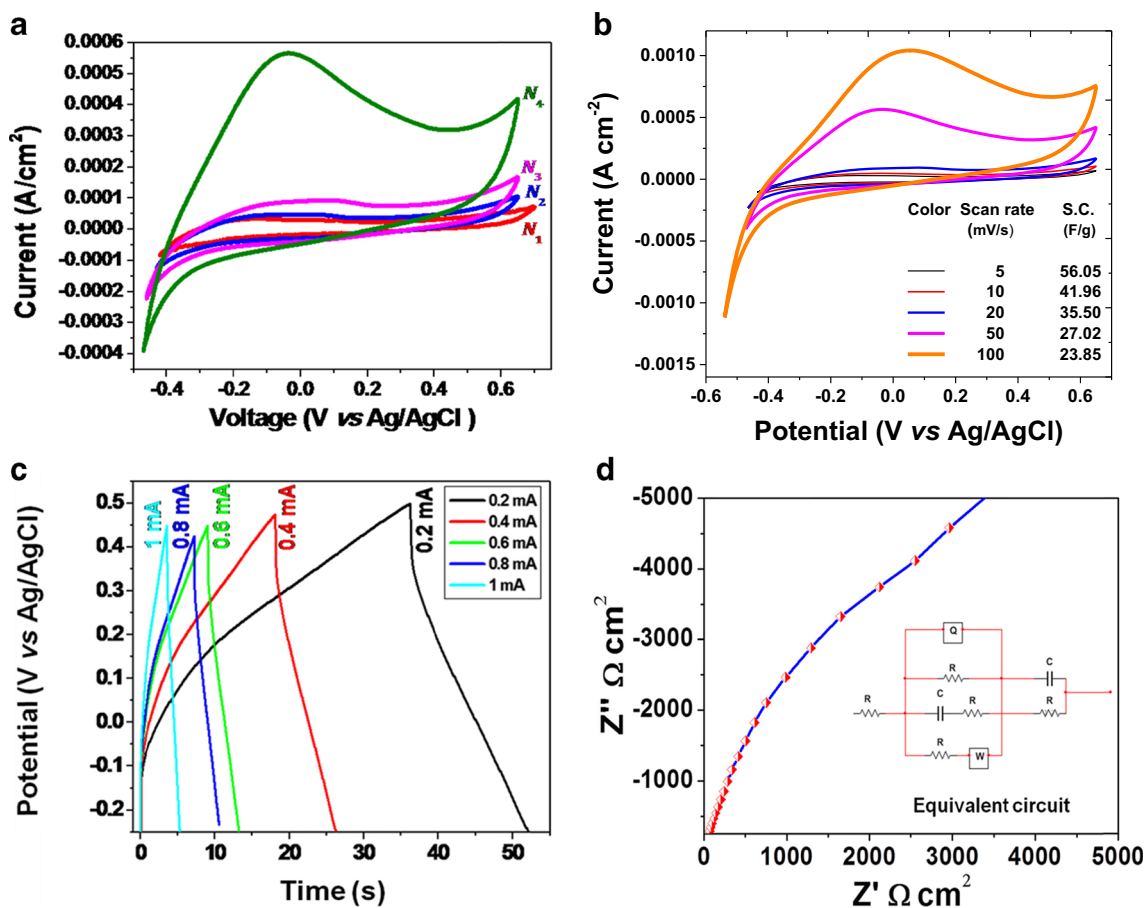 a
0.0006
0.0005
0.0004
0.0003
0.0002
0.0001
0.0000
-0.0001
-0.0002
-0.0003
-0.0004
Current (A/cm²)
N₄
N₃
N₂
N₁
-0.4 -0.2 0.0 0.2 0.4 0.6
Voltage (V vs Ag/AgCl )
b
0.0010
0.0005
0.0000
-0.0005
-0.0010
-0.0015
Current (A cm⁻²)
Color Scan rate S.C.
(mV/s) (F/g)
5 56.05
10 41.96
20 35.50
50 27.02
100 23.85
-0.6 -0.4 -0.2 0.0 0.2 0.4 0.6
Potential (V vs Ag/AgCl)
c
0.5
0.4
0.3
0.2
0.1
0.0
-0.2
Potential (V vs Ag/AgCl)
1 mA
0.8 mA
0.6 mA
0.4 mA
0.2 mA
0.2 mA
0.4 mA
0.6 mA
0.8 mA
1 mA
0 10 20 30 40 50
Time (s)
d
-5000
-4000
-3000
-2000
-1000
Z'' Ω cm²
Q
R
C
C
R
R
R
R
W
Equivalent circuit
0 1000 2000 3000 4000 5000
Z' Ω cm²